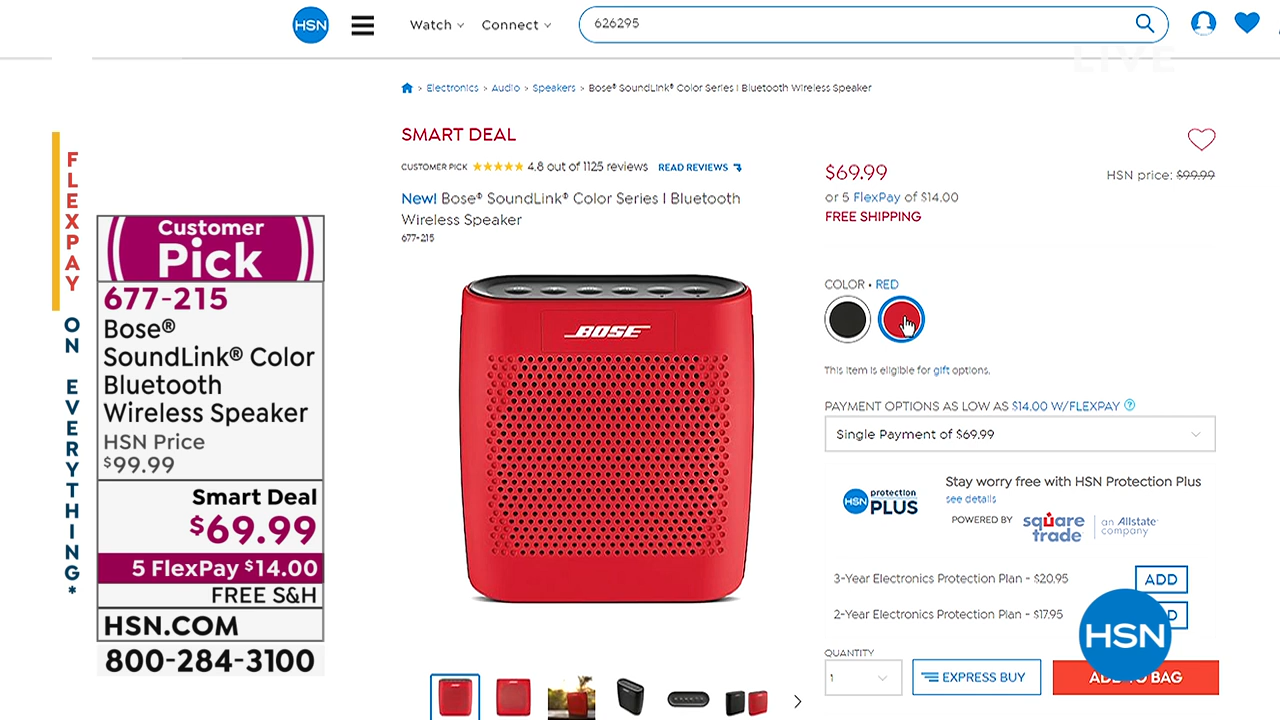 HSN
Watch
Connect
626295
LIVE
Electronics > Audio > Speakers > Bose® SoundLink® Color Series I Bluetooth Wireless Speaker
FLEXPAY ON EVERYTHING*
Customer
Pick
677-215
Bose®
SoundLink® Color
Bluetooth
Wireless Speaker
HSN Price
$99.99
Smart Deal
$69.99
5 FlexPay $14.00
FREE S&H
HSN.COM
800-284-3100
SMART DEAL
CUSTOMER PICK ★★★★★ 4.8 out of 1125 reviews READ REVIEWS
New! Bose® SoundLink® Color Series I Bluetooth
Wireless Speaker
677-215
BOSE
$69.99
HSN price: $99.99
or 5 FlexPay of $14.00
FREE SHIPPING
COLOR • RED
This item is eligible for gift options.
PAYMENT OPTIONS AS LOW AS $14.00 W/FLEXPAY ?
Single Payment of $69.99
HSN protection PLUS
Stay worry free with HSN Protection Plus
see details
POWERED BY square trade | an Allstate company
3-Year Electronics Protection Plan - $20.95 ADD
2-Year Electronics Protection Plan - $17.95
HSN
QUANTITY
1
EXPRESS BUY
ADD TO BAG